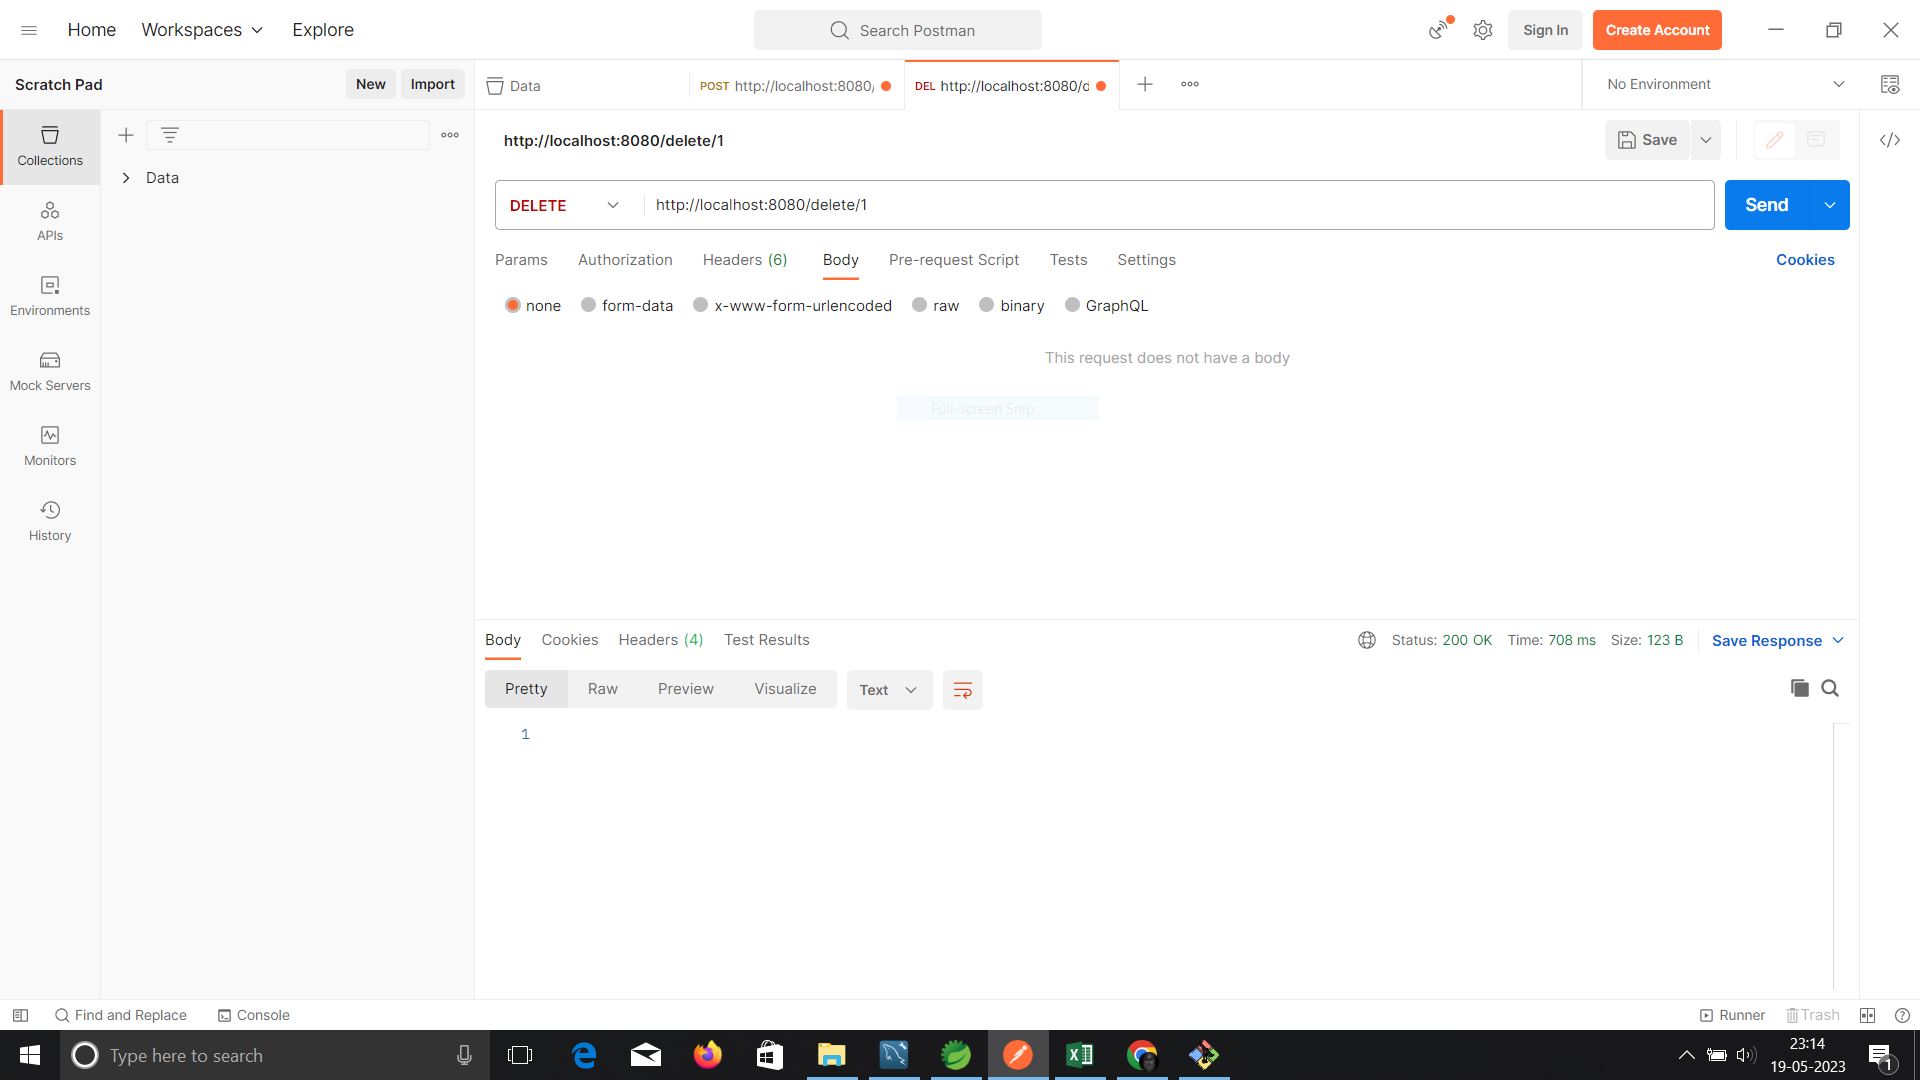 Home Workspaces Explore Search Postman Sign In Create Account
Scratch Pad New Import Data POST http://localhost:8080/ DEL http://localhost:8080/d No Environment
Collections
APIs
Environments
Mock Servers
Monitors
History
Data
http://localhost:8080/delete/1 Save
DELETE http://localhost:8080/delete/1 Send
Params Authorization Headers (6) Body Pre-request Script Tests Settings Cookies
none form-data x-www-form-urlencoded raw binary GraphQL
This request does not have a body
Full-screen Snip
Body Cookies Headers (4) Test Results Status: 200 OK Time: 708 ms Size: 123 B Save Response
Pretty Raw Preview Visualize Text
1
Find and Replace Console Runner Trash
Type here to search 23:14
19-05-2023 1